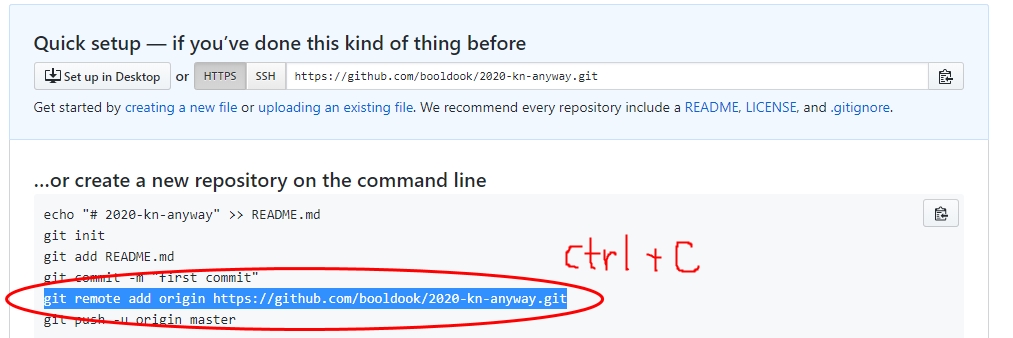 Quick setup — if you've done this kind of thing before
Set up in Desktop or HTTPS SSH https://github.com/booldook/2020-kn-anyway.git
Get started by creating a new file or uploading an existing file. We recommend every repository include a README, LICENSE, and .gitignore.
...or create a new repository on the command line
echo "# 2020-kn-anyway" >> README.md
git init
git add README.md
git commit -m "first commit"
ctrl + C
git remote add origin https://github.com/booldook/2020-kn-anyway.git
git push -u origin master